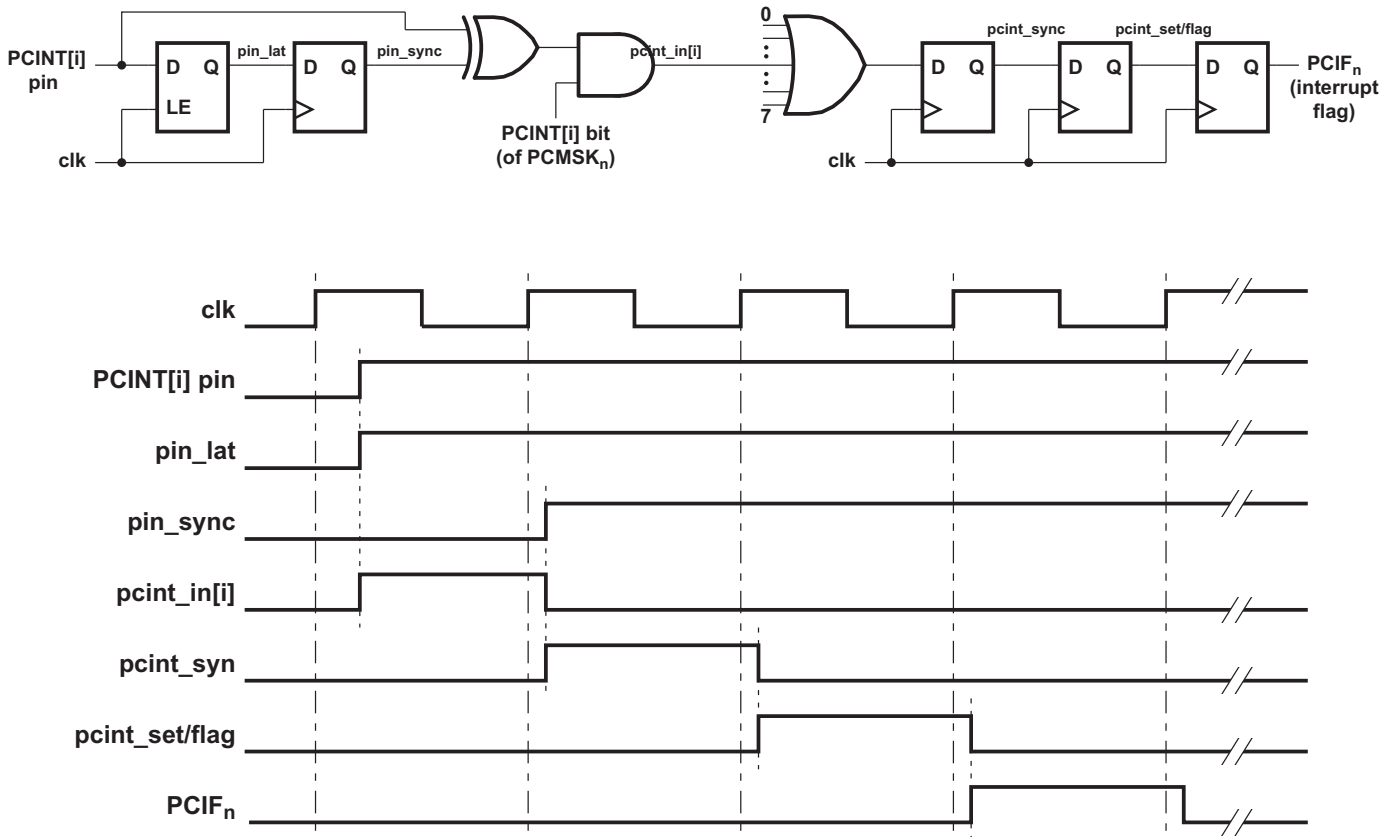 PCINT[i]
pin
D Q
LE
pin_lat
D Q
pin_sync
clk
pcint_in[i]
PCINT[i] bit
(of PCMSKn)
0
7
pcint_sync
pcint_set/flag
D Q
D Q
D Q
clk
PCIFn
(interrupt
flag)
clk
PCINT[i] pin
pin_lat
pin_sync
pcint_in[i]
pcint_syn
pcint_set/flag
PCIFn